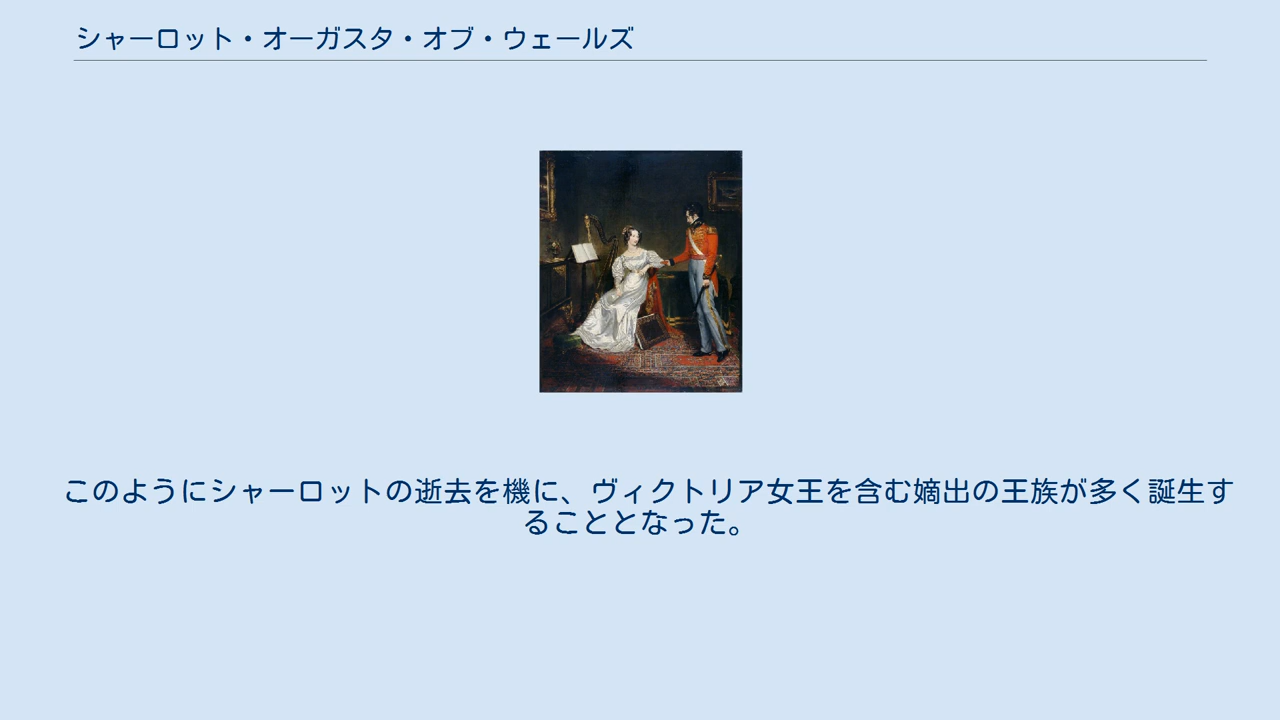 シャーロット・オーガスタ・オブ・ウェールズ
このようにシャーロットの逝去を機に、ヴィクトリア女王を含む嫡出の王族が多く誕生す
ることとなった。